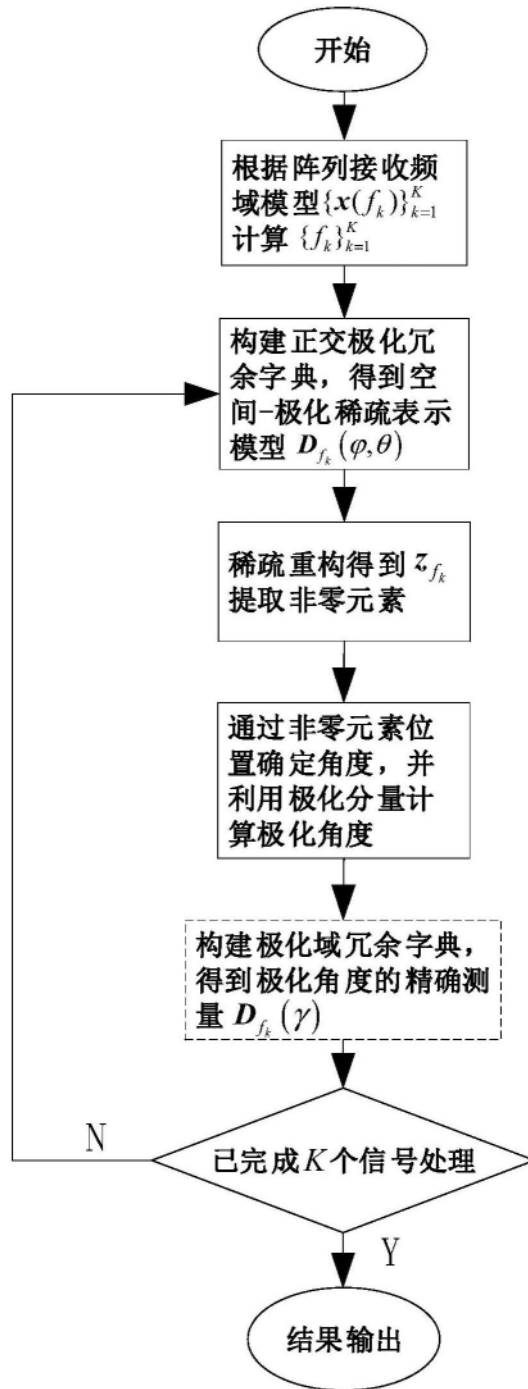 开始
根据阵列接收频
域模型{x(f_k)}_{k=1}^{K}
计算 {f_k}_{k=1}^{K}
构建正交极化冗
余字典，得到空
间-极化稀疏表示
模型 D_{f_k}(φ,θ)
稀疏重构得到 z_{f_k}
提取非零元素
通过非零元素位
置确定角度，并
利用极化分量计
算极化角度
构建极化域冗余字典，
得到极化角度的精确测
量 D_{f_k}(γ)
N
已完成K个信号处理
Y
结果输出